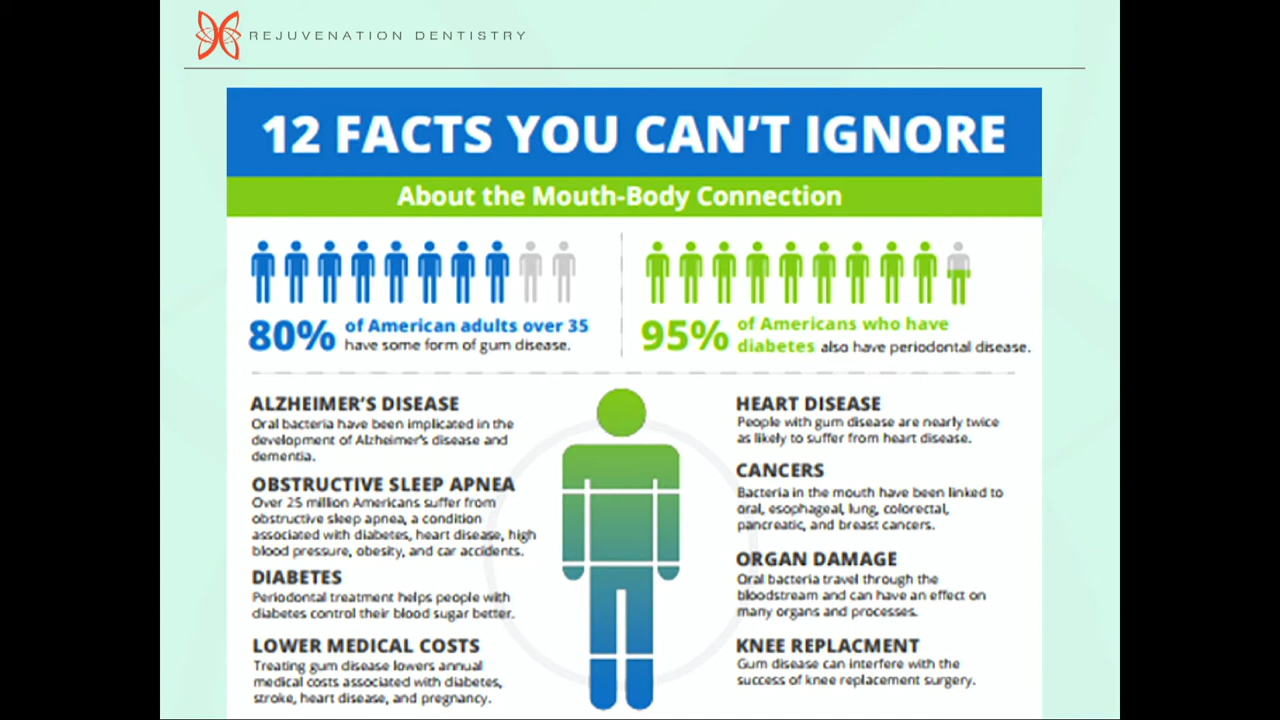 REJUVENATION DENTISTRY
12 FACTS YOU CAN'T IGNORE
About the Mouth-Body Connection
80% of American adults over 35
have some form of gum disease.
95% of Americans who have
diabetes also have periodontal disease.
ALZHEIMER'S DISEASE
Oral bacteria have been implicated in the
development of Alzheimer's disease and
dementia.
OBSTRUCTIVE SLEEP APNEA
Over 25 million Americans suffer from
obstructive sleep apnea, a condition
associated with diabetes, heart disease, high
blood pressure, obesity, and car accidents.
DIABETES
Periodontal treatment helps people with
diabetes control their blood sugar better.
LOWER MEDICAL COSTS
Treating gum disease lowers annual
medical costs associated with diabetes,
stroke, heart disease, and pregnancy.
HEART DISEASE
People with gum disease are nearly twice
as likely to suffer from heart disease.
CANCERS
Bacteria in the mouth have been linked to
oral, esophageal, lung, colorectal,
pancreatic, and breast cancers.
ORGAN DAMAGE
Oral bacteria travel through the
bloodstream and can have an effect on
many organs and processes.
KNEE REPLACMENT
Gum disease can interfere with the
success of knee replacement surgery.